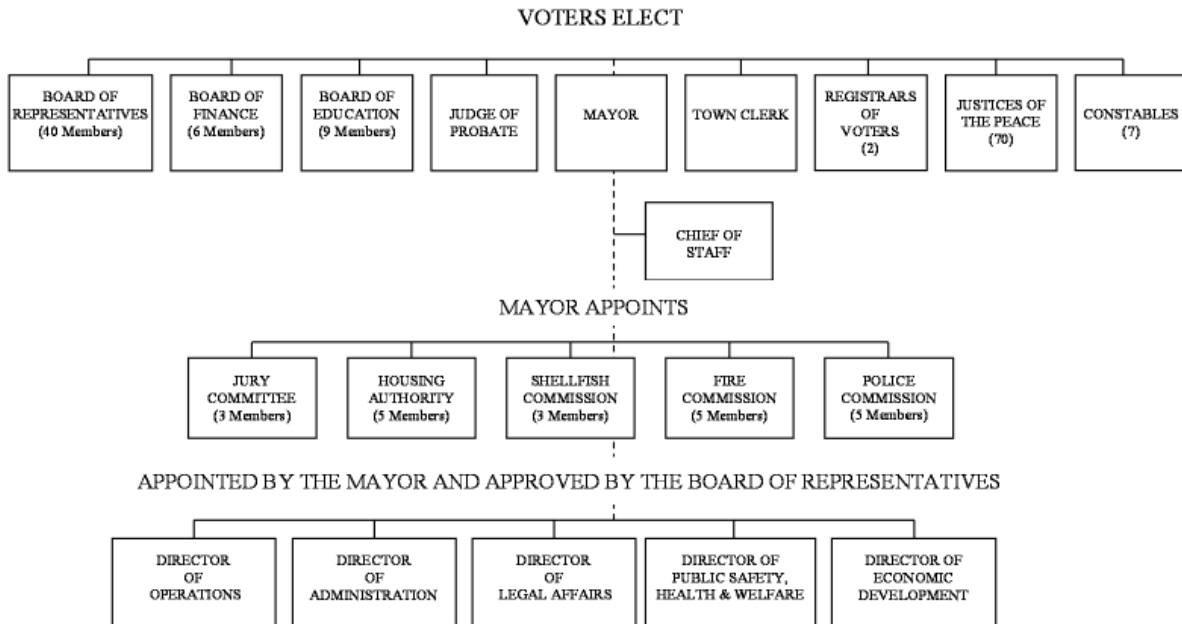 VOTERS ELECT
BOARD OF
REPRESENTATIVES
(40 Members)
BOARD OF
FINANCE
(6 Members)
BOARD OF
EDUCATION
(9 Members)
JUDGE OF
PROBATE
MAYOR
TOWN CLERK
REGISTRARS
OF
VOTERS
(2)
JUSTICES OF
THE PEACE
(70)
CONSTABLES
(7)
CHIEF OF
STAFF
MAYOR APPOINTS
JURY
COMMITTEE
(3 Members)
HOUSING
AUTHORITY
(5 Members)
SHELLFISH
COMMISSION
(3 Members)
FIRE
COMMISSION
(5 Members)
POLICE
COMMISSION
(5 Members)
APPOINTED BY THE MAYOR AND APPROVED BY THE BOARD OF REPRESENTATIVES
DIRECTOR
OF
OPERATIONS
DIRECTOR
OF
ADMINISTRATION
DIRECTOR
OF
LEGAL AFFAIRS
DIRECTOR OF
PUBLIC SAFETY,
HEALTH & WELFARE
DIRECTOR OF
ECONOMIC
DEVELOPMENT